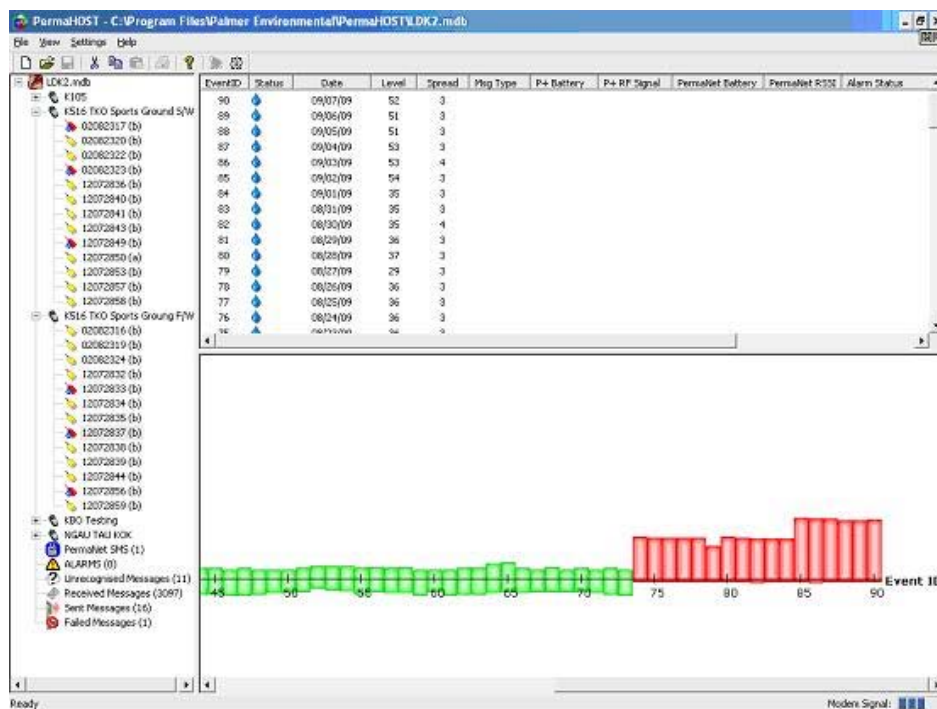 PermaHOST - C:\Program Files\Palmer Environmental\PermaHOST\LDK2.mdb
File View Settings Help
LDK2.mdb
K105
K516 TKO Sports Ground S/W
02082317 (b)
02082320 (b)
02082322 (b)
02082323 (b)
12072836 (b)
12072840 (b)
12072841 (b)
12072843 (b)
12072849 (b)
12072850 (a)
12072853 (b)
12072857 (b)
12072858 (b)
K516 TKO Sports Groung F/W
02082316 (b)
02082319 (b)
02082324 (b)
12072832 (b)
12072833 (b)
12072834 (b)
12072835 (b)
12072837 (b)
12072838 (b)
12072839 (b)
12072844 (b)
12072856 (b)
12072859 (b)
KBO Testing
NGAU TAU KOK
PermaNet SMS (1)
ALARMS (0)
Unrecognised Messages (11)
Received Messages (3097)
Sent Messages (16)
Failed Messages (1)
EventID Status Date Level Spread Msg Type P+ Battery P+ RF Signal PermaNet Battery PermaNet RSSI Alarm Status
90 09/07/09 52 3
89 09/06/09 51 3
88 09/05/09 51 3
87 09/04/09 53 3
86 09/03/09 53 4
85 09/02/09 54 3
84 09/01/09 35 3
83 08/31/09 35 3
82 08/30/09 35 4
81 08/29/09 36 3
80 08/28/09 37 3
79 08/27/09 29 3
78 08/26/09 36 3
77 08/25/09 36 3
76 08/24/09 36 3
60 65 70 75 80 85 90
Event ID
Ready
Modem Signal: